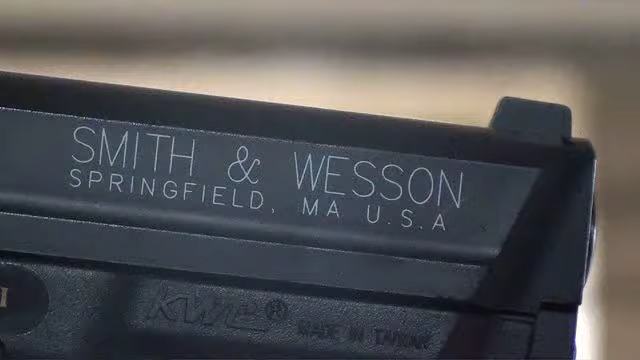 SMITH & WESSON
SPRINGFIELD, MA U.S.A
KWC® MADE IN TAIWAN